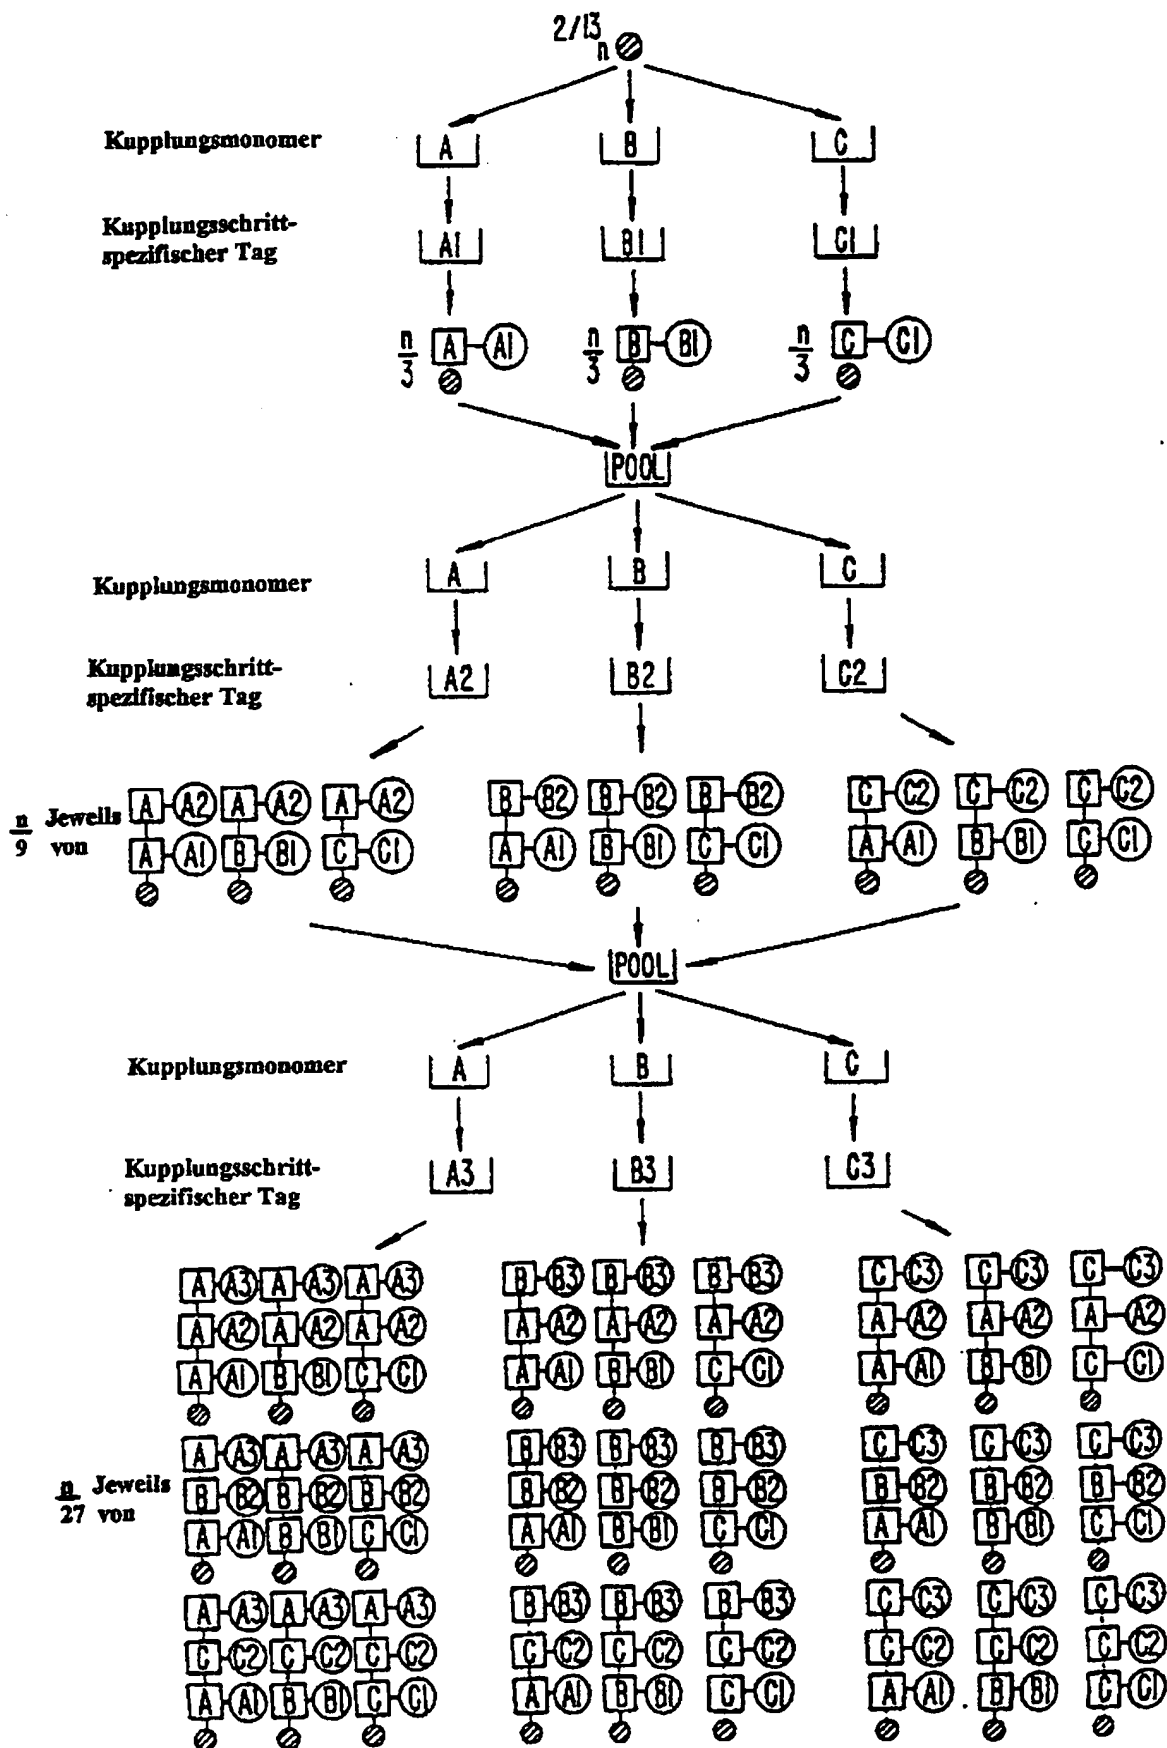 2/13
n
Kupplungsmonomer A B C
Kupplungsschritt-
spezifischer Tag A1 B1 C1
n/3 A A1 n/3 B B1 n/3 C C1
POOL
Kupplungsmonomer A B C
Kupplungsschritt-
spezifischer Tag A2 B2 C2
n/9 Jeweils von
A A2 A A2 A A2 B B2 B B2 B B2 C C2 C C2 C C2
A A1 B B1 C C1 A A1 B B1 C C1 A A1 B B1 C C1
POOL
Kupplungsmonomer A B C
Kupplungsschritt-
spezifischer Tag A3 B3 C3
A A3 A A3 A A3 B B3 B B3 B B3 C C3 C C3 C C3
A A2 A A2 A A2 A A2 A A2 A A2 A A2 A A2 A A2
A A1 B B1 C C1 A A1 B B1 C C1 A A1 B B1 C C1
n/27 Jeweils von
A A3 A A3 A A3 B B3 B B3 B B3 C C3 C C3 C C3
B B2 B B2 B B2 B B2 B B2 B B2 B B2 B B2 B B2
A A1 B B1 C C1 A A1 B B1 C C1 A A1 B B1 C C1
A A3 A A3 A A3 B B3 B B3 B B3 C C3 C C3 C C3
C C2 C C2 C C2 C C2 C C2 C C2 C C2 C C2 C C2
A A1 B B1 C C1 A A1 B B1 C C1 A A1 B B1 C C1